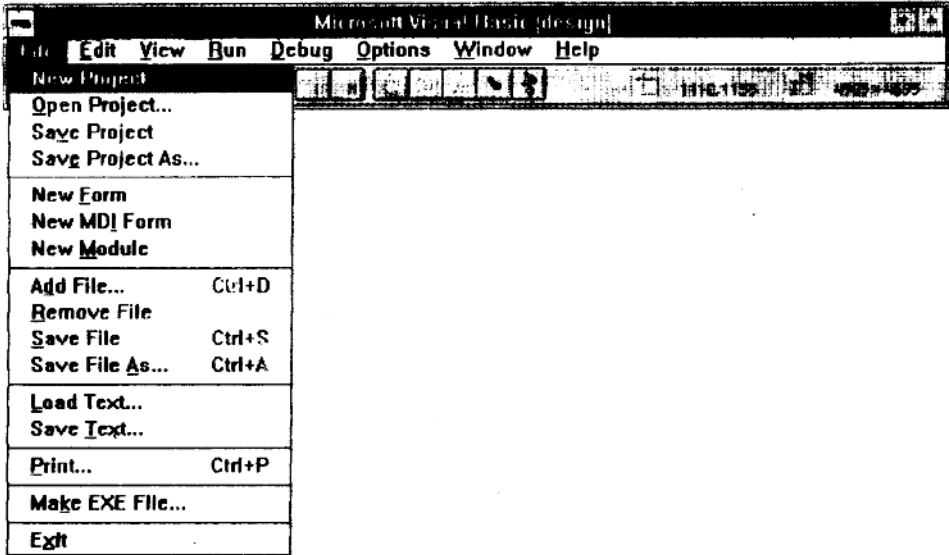 Microsoft Visual Basic [design]
File Edit View Run Debug Options Window Help
New Project
Open Project...
Save Project
Save Project As...
New Form
New MDI Form
New Module
Add File... Ctrl+D
Remove File
Save File Ctrl+S
Save File As... Ctrl+A
Load Text...
Save Text...
Print... Ctrl+P
Make EXE File...
Exit